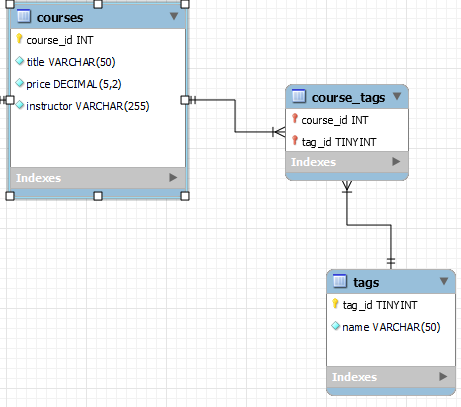 courses
course_id INT
title VARCHAR(50)
price DECIMAL(5,2)
instructor VARCHAR(255)
Indexes
course_tags
course_id INT
tag_id TINYINT
Indexes
tags
tag_id TINYINT
name VARCHAR(50)
Indexes